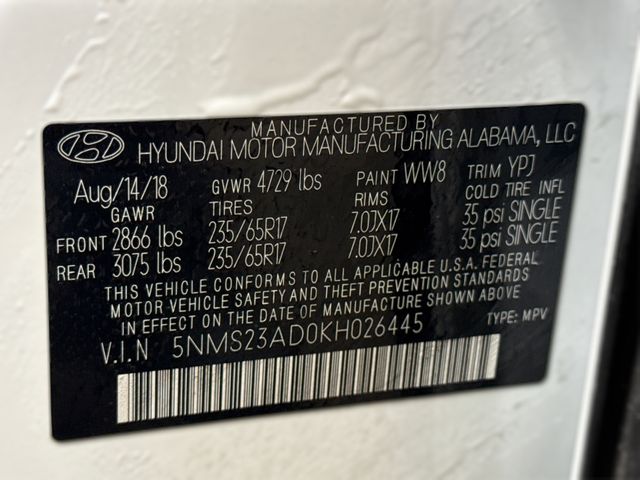 MANUFACTURED BY
HYUNDAI MOTOR MANUFACTURING ALABAMA, LLC
Aug/14/18 GVWR 4729 lbs PAINT WW8 TRIM YPJ
GAWR TIRES RIMS COLD TIRE INFL
FRONT 2866 lbs 235/65R17 7.0JX17 35 psi SINGLE
REAR 3075 lbs 235/65R17 7.0JX17 35 psi SINGLE
THIS VEHICLE CONFORMS TO ALL APPLICABLE U.S.A. FEDERAL
MOTOR VEHICLE SAFETY AND THEFT PREVENTION STANDARDS
IN EFFECT ON THE DATE OF MANUFACTURE SHOWN ABOVE
V.I.N 5NMS23AD0KH026445 TYPE: MPV